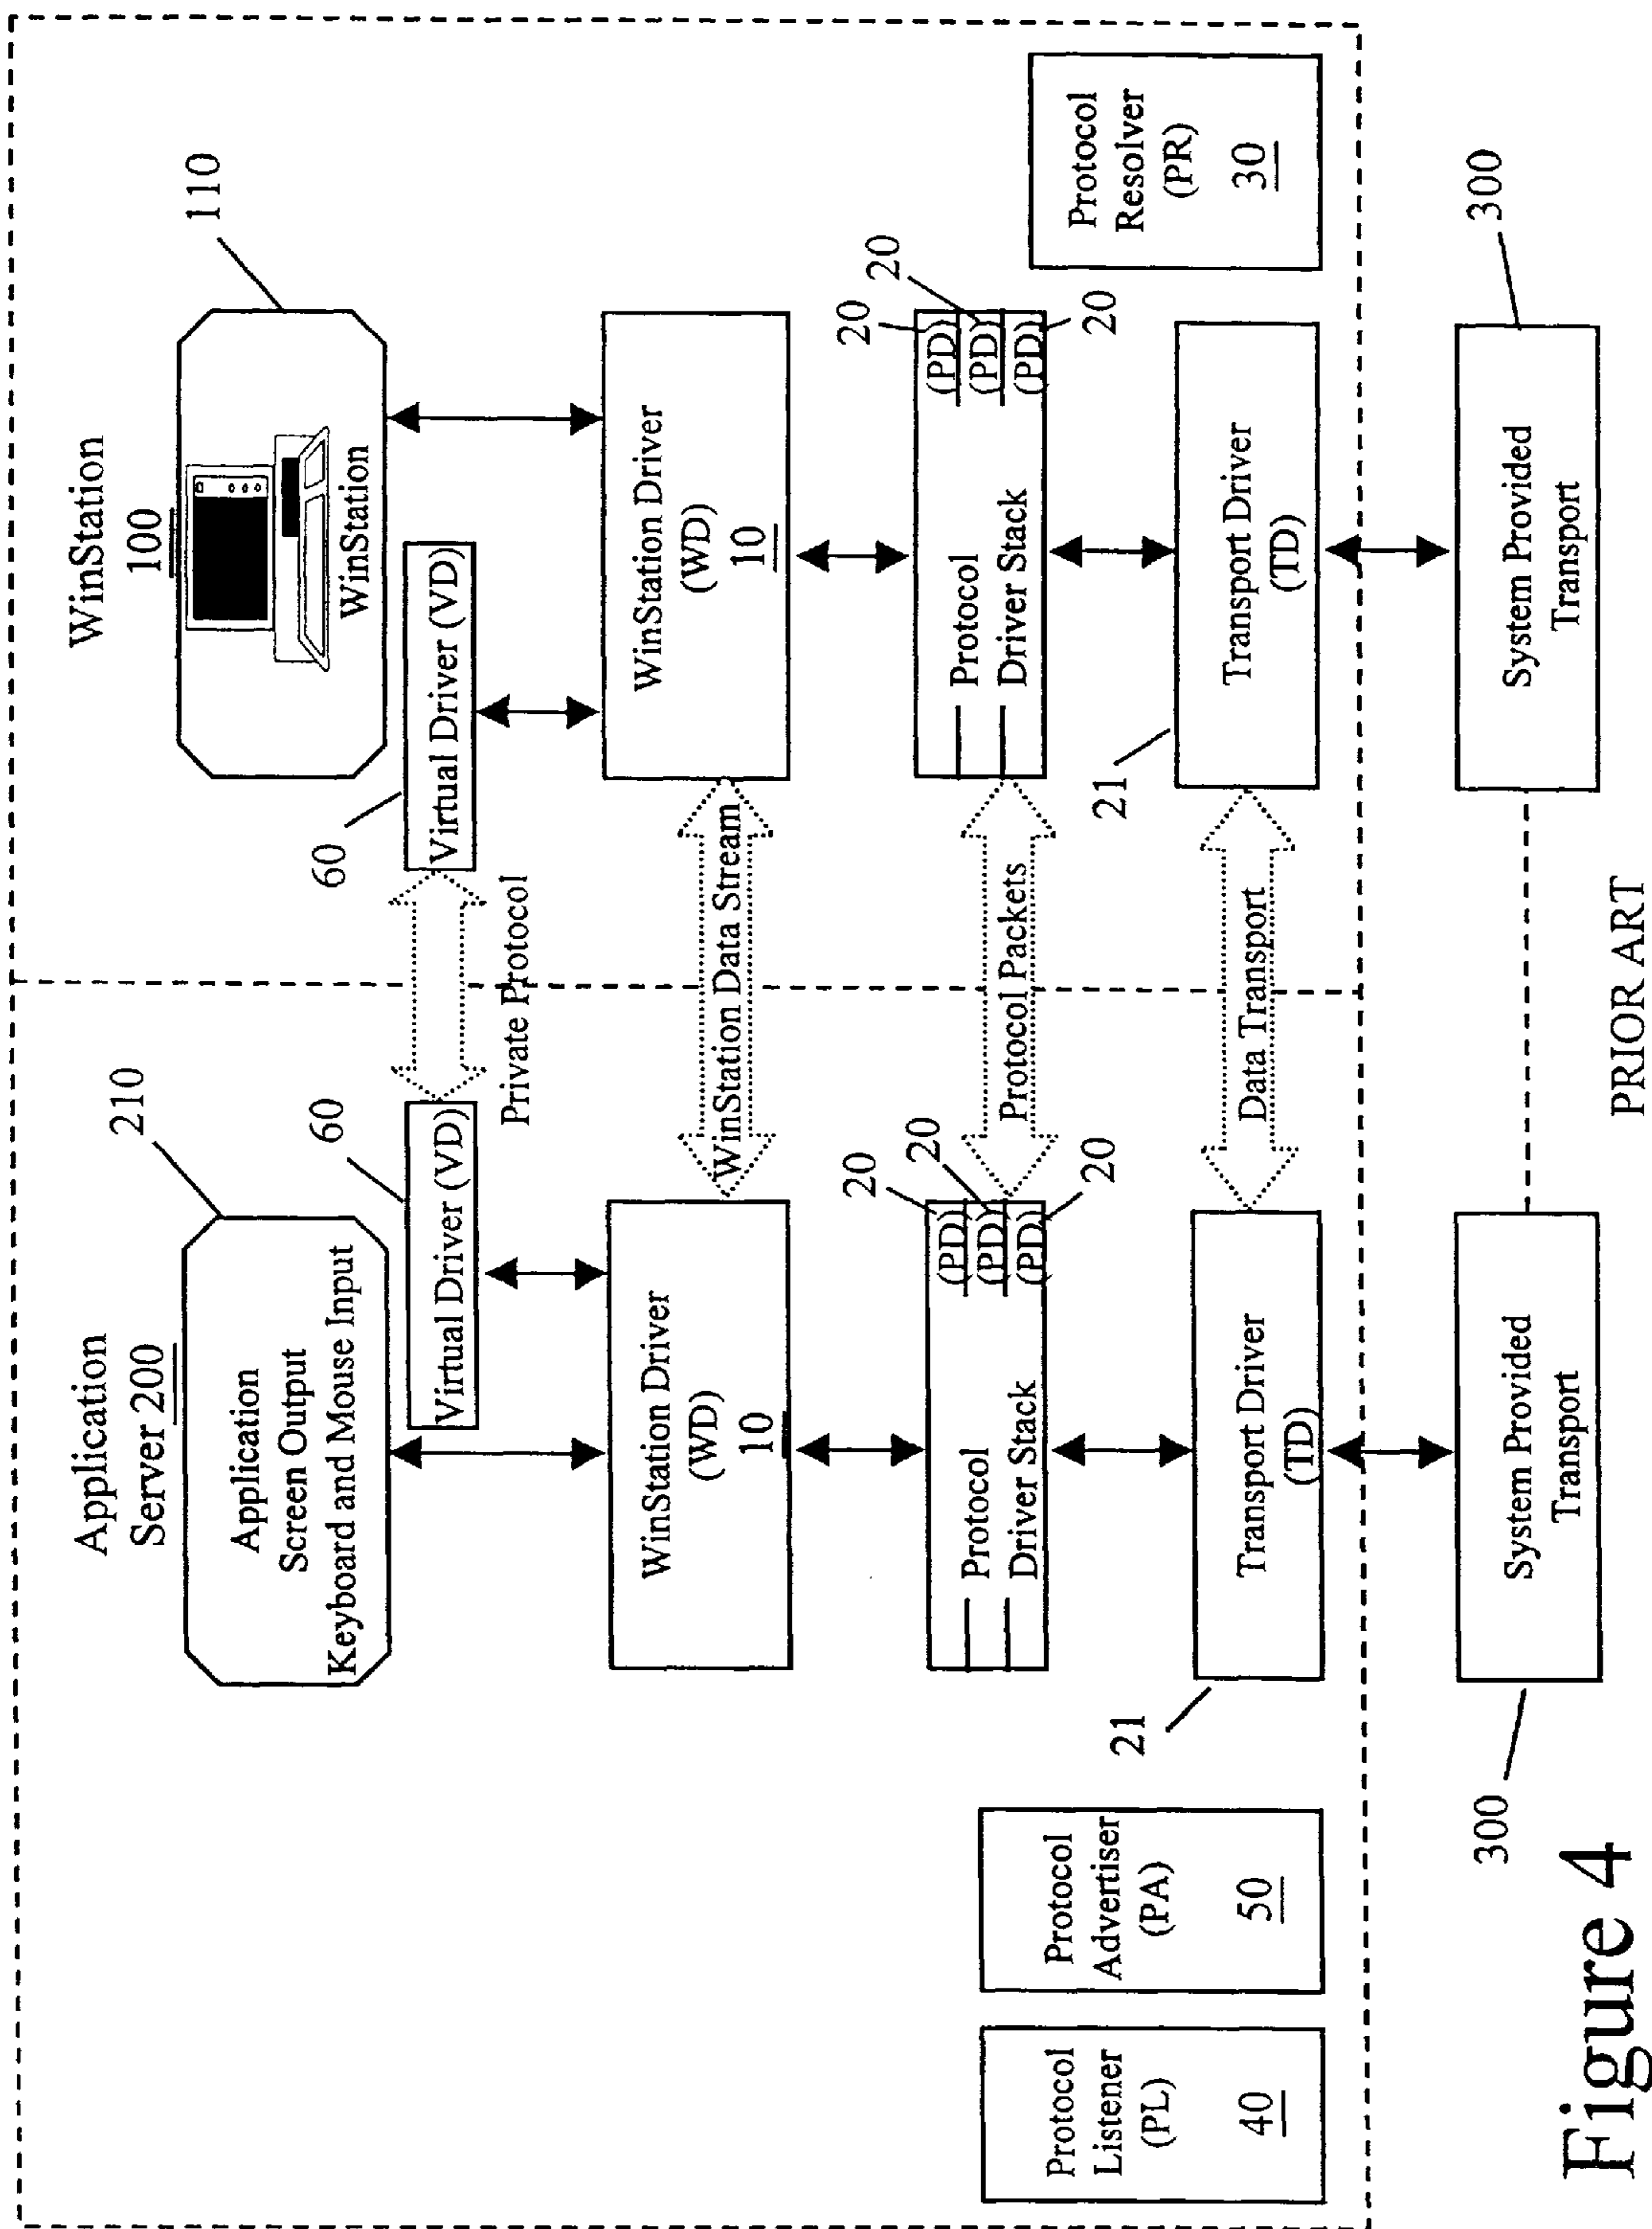 Application
Server 200
210
Application
Screen Output
Keyboard and Mouse Input
60
Virtual Driver (VD)
Private Protocol
WinStation
100
110
WinStation
60
Virtual Driver (VD)
WinStation Driver
(WD)
10
WinStation Data Stream
WinStation Driver
(WD)
10
Protocol
Driver Stack
(PD)
(PD)
(PD)
20
20
20
Protocol Packets
Protocol
Driver Stack
(PD)
(PD)
(PD)
20
20
20
Protocol
Listener
(PL)
40
Protocol
Advertiser
(PA)
50
21
Transport Driver
(TD)
Data Transport
21
Transport Driver
(TD)
Protocol
Resolver
(PR)
30
300
System Provided
Transport
System Provided
Transport
300
Figure 4
PRIOR ART